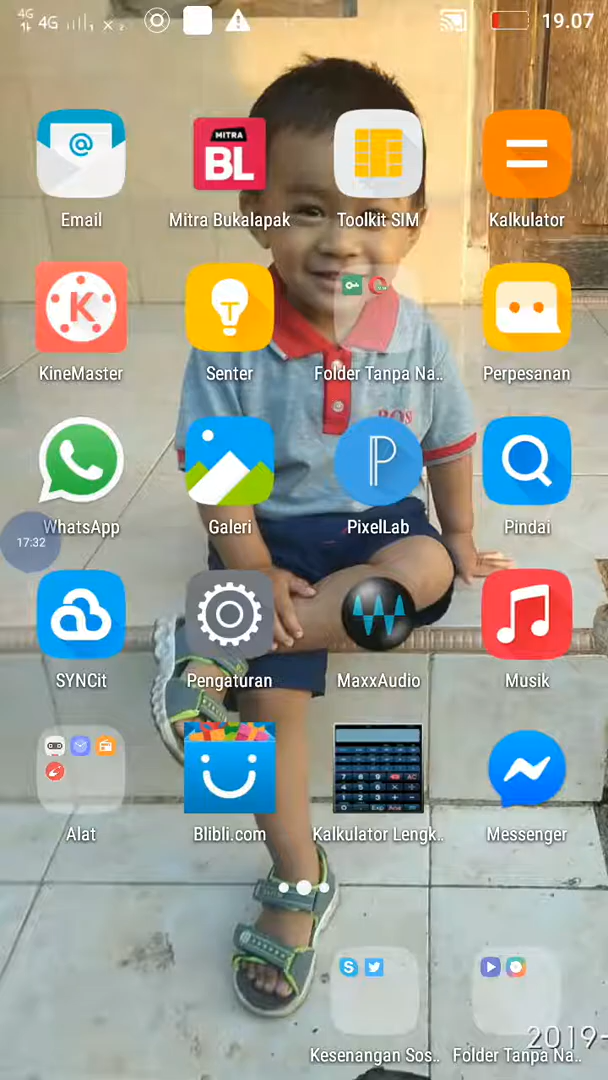 4G 4G 19.07
@
MITRA
BL
Email Mitra Bukalapak Toolkit SIM Kalkulator
K
T
KineMaster Senter Folder Tanpa Na.. Perpesanan
BOS
P
WhatsApp Galeri PixelLab Pindai
17:32
SYNCit Pengaturan MaxxAudio Musik
Alat Blibli.com Kalkulator Lengk.. Messenger
2019-
Kesenangan Sos.. Folder Tanpa Na..